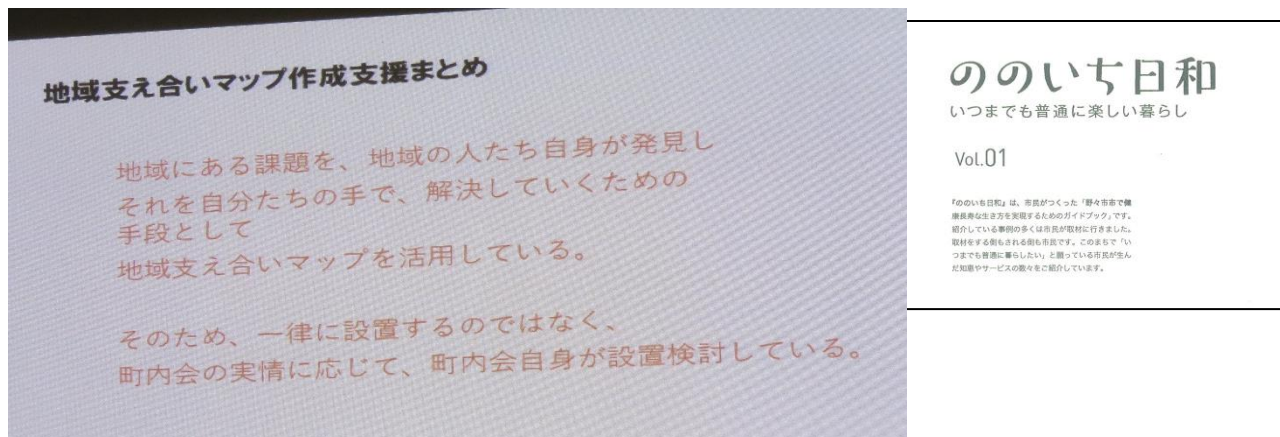 地域支え合いマップ作成支援まとめ
地域にある課題を、地域の人たち自身が発見し
それを自分たちの手で、解決していくための
手段として
地域支え合いマップを活用している。
そのため、一律に設置するのではなく、
町内会の実情に応じて、町内会自身が設置検討している。
ののいち日和
いつまでも普通に楽しい暮らし
Vol.01
『ののいち日和』は、市民がつくった「野々市市で健
康長寿な生き方を実現するためのガイドブック」です。
紹介している事例の多くは市民が取材に行きました。
取材をする側もされる側も市民です。このまちで「い
つまでも普通に暮らしたい」と願っている市民が生ん
だ知恵やサービスの数々をご紹介しています。